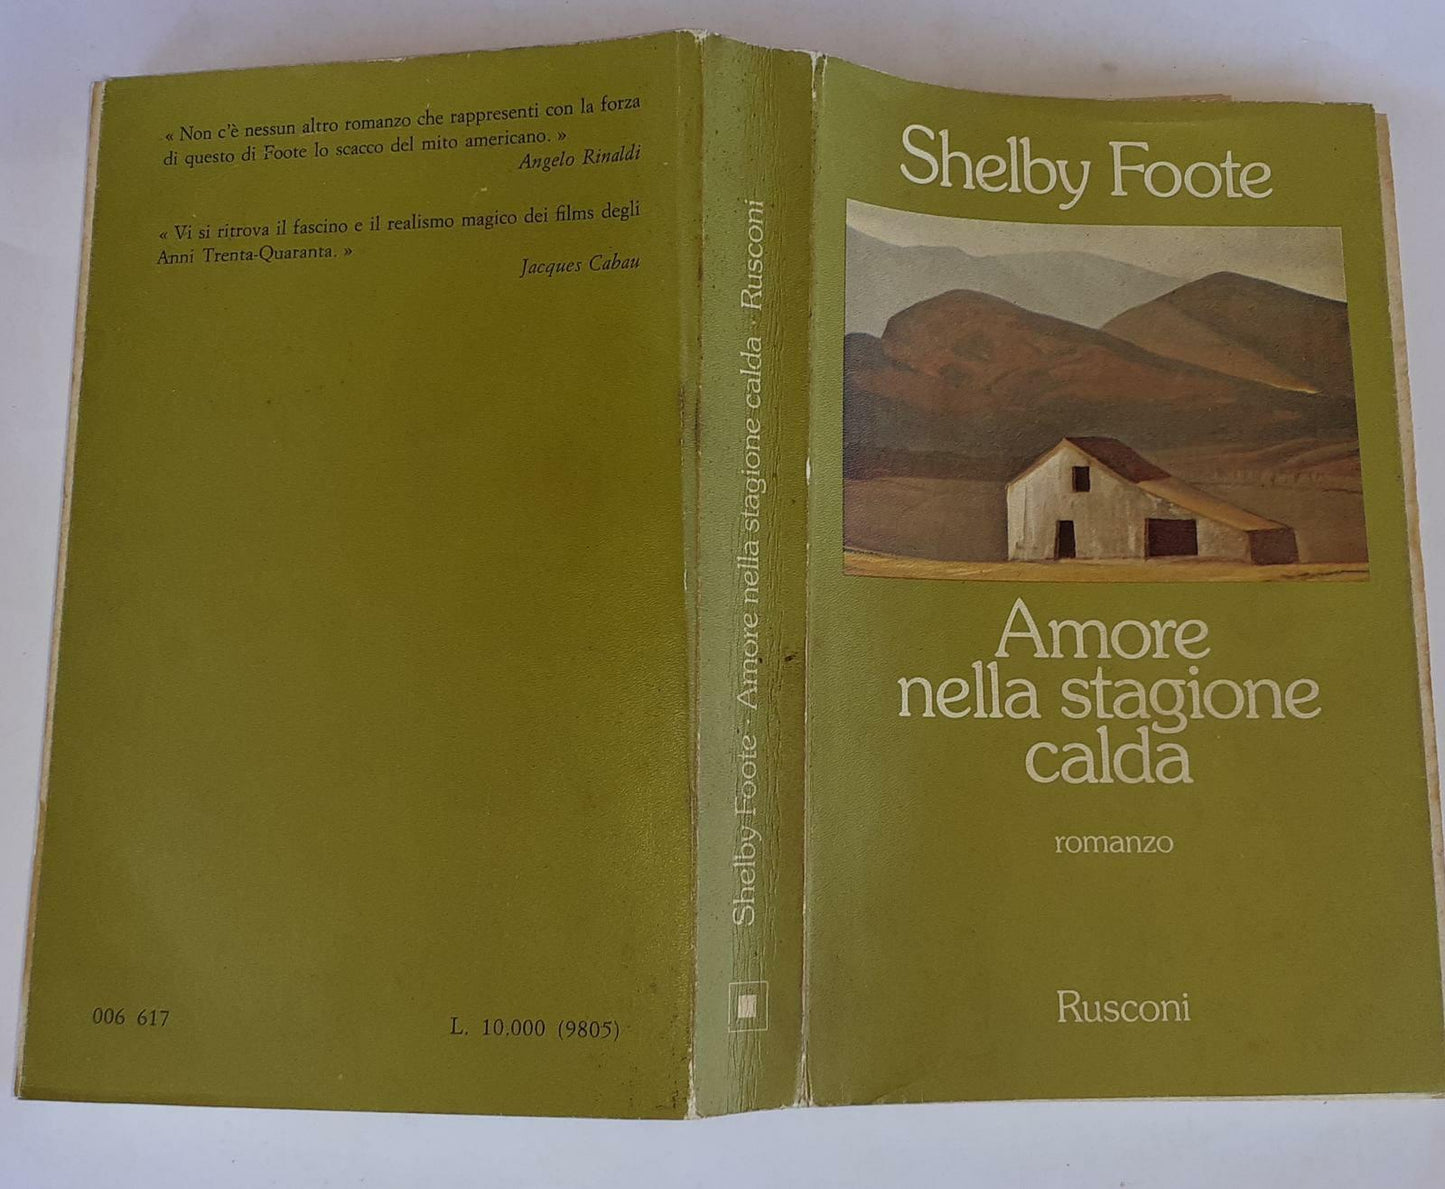 « Non c'è nessun altro romanzo che rappresenti con la forza
di questo di Foote lo scacco del mito americano. »
Angelo Rinaldi
« Vi si ritrova il fascino e il realismo magico dei films degli
Anni Trenta-Quaranta. »
Jacques Cabau
006 617
L. 10.000 (9805)
Shelby Foote · Amore nella stagione calda · Rusconi
Shelby Foote
Amore
nella stagione
calda
romanzo
Rusconi